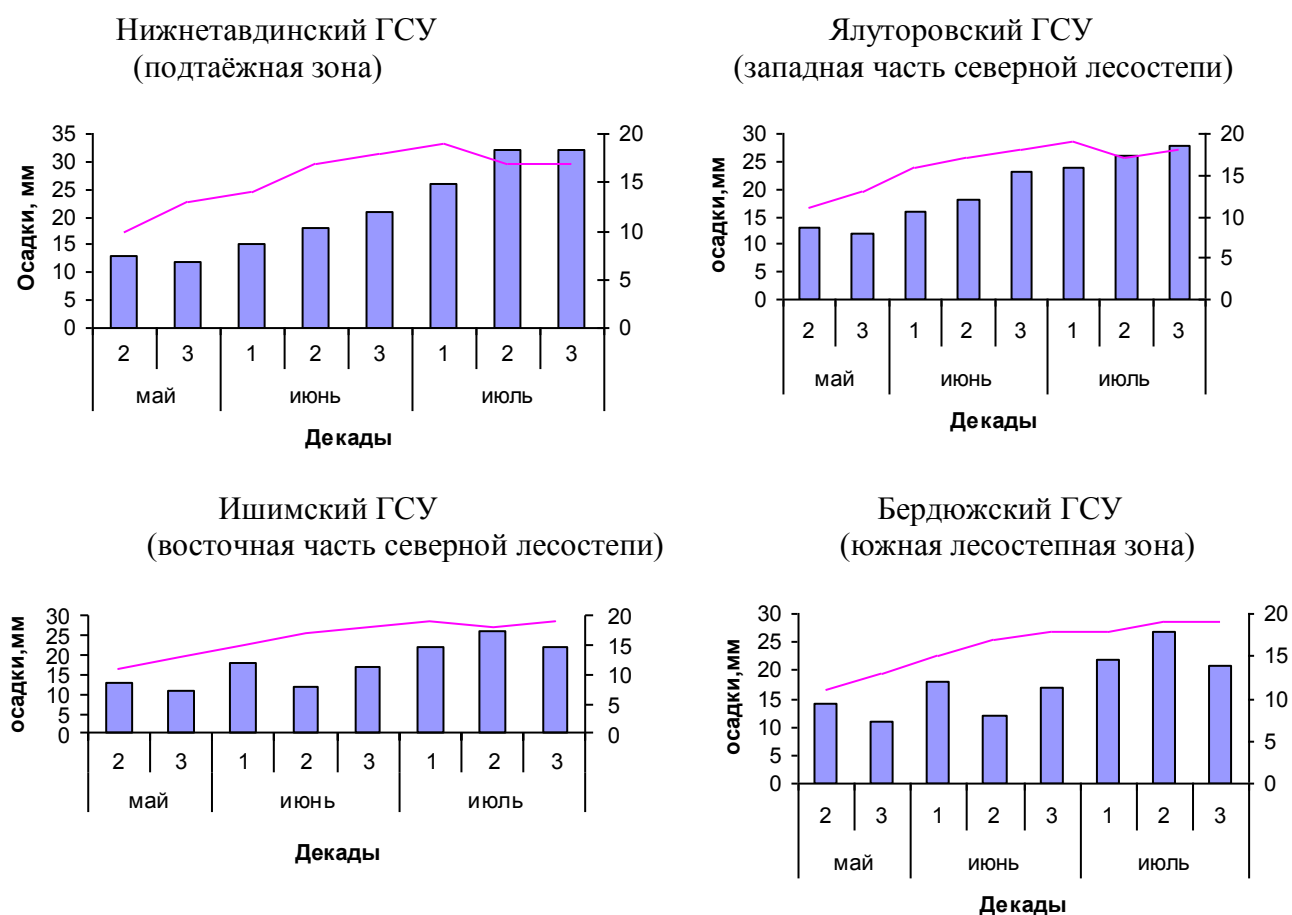 Нижнетавдинский ГСУ
(подтаёжная зона)
35
30
25
20
15
10
5
0
Осадки, мм
20
15
10
5
0
2 3 1 2 3 1 2 3
май июнь июль
Декады
Ялуторовский ГСУ
(западная часть северной лесостепи)
30
25
20
15
10
5
0
осадки,мм
20
15
10
5
0
2 3 1 2 3 1 2 3
май июнь июль
Декады
Ишимский ГСУ
(восточная часть северной лесостепи)
30
25
20
15
10
5
0
осадки,мм
20
15
10
5
0
2 3 1 2 3 1 2 3
май июнь июль
Декады
Бердюжский ГСУ
(южная лесостепная зона)
30
25
20
15
10
5
0
осадки,мм
20
15
10
5
0
2 3 1 2 3 1 2 3
май июнь июль
Декады